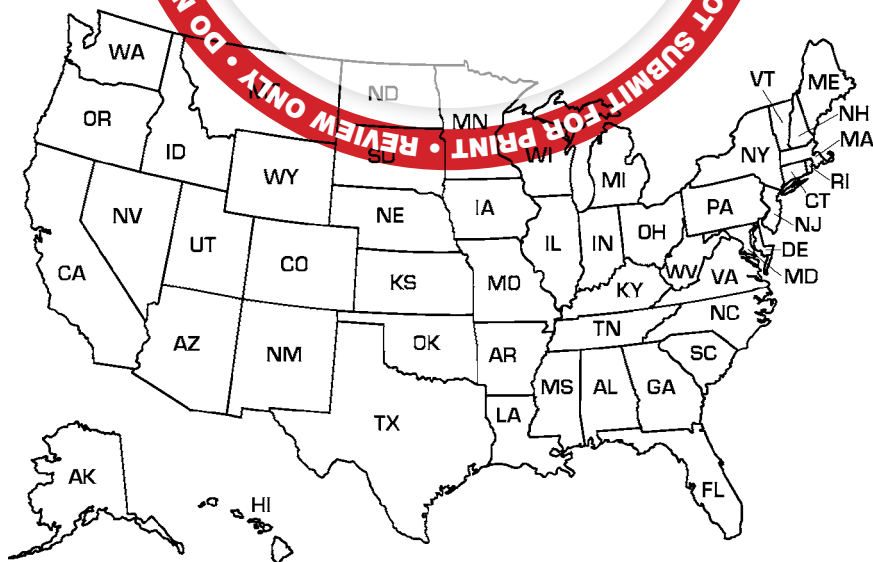 WA
OR
ID
ND
MN
SD
WI
MI
VT
ME
NH
MA
NY
RI
CT
NJ
PA
DE
MD
WY
NE
IA
IL
IN
OH
WV
VA
NV
UT
CO
KS
MO
KY
NC
CA
TN
SC
AZ
NM
OK
AR
MS
AL
GA
LA
TX
FL
AK
HI
OT SUBMIT FOR PRINT • REVIEW ONLY • DO N